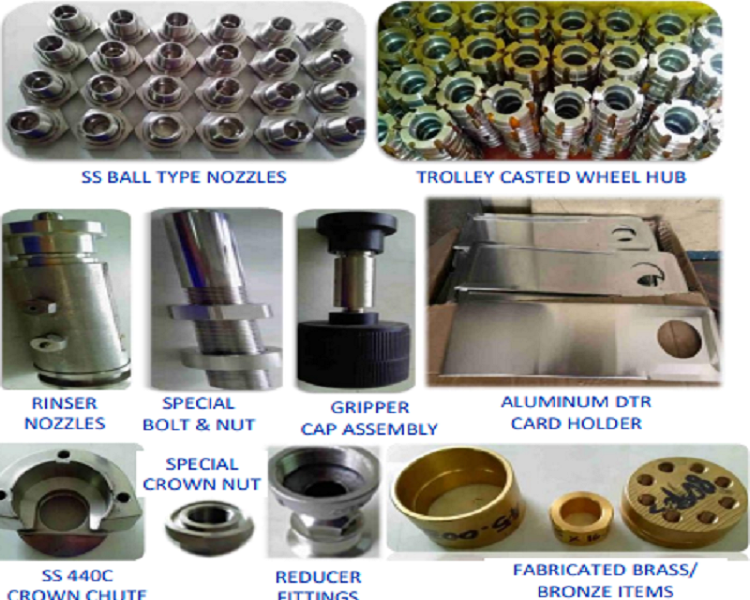 SS BALL TYPE NOZZLES
TROLLEY CASTED WHEEL HUB
RINSER
NOZZLES
SPECIAL
BOLT & NUT
GRIPPER
CAP ASSEMBLY
ALUMINUM DTR
CARD HOLDER
SPECIAL
CROWN NUT
SS 440C
CROWN CHUTE
REDUCER
FITTINGS
FABRICATED BRASS/
BRONZE ITEMS